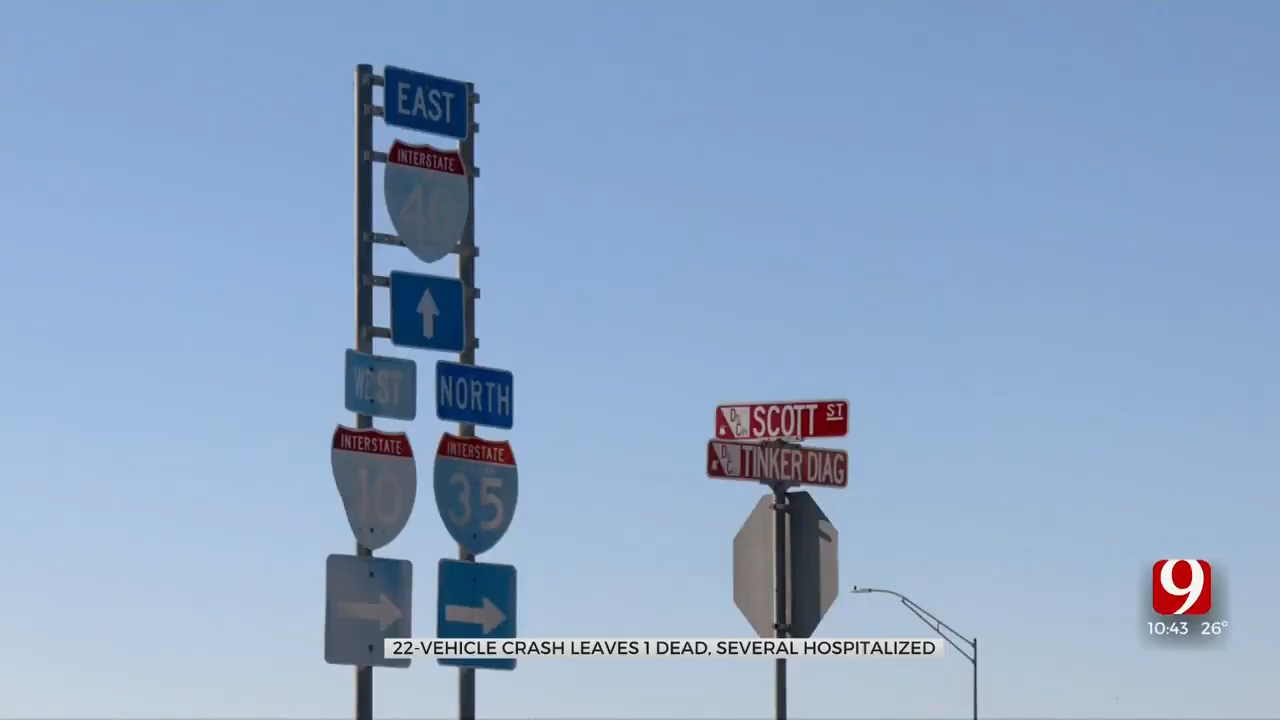 EAST
INTERSTATE
40
WEST
NORTH
INTERSTATE
10
INTERSTATE
35
SCOTT ST
TINKER DIAG
22-VEHICLE CRASH LEAVES 1 DEAD, SEVERAL HOSPITALIZED
9
10:43 26°